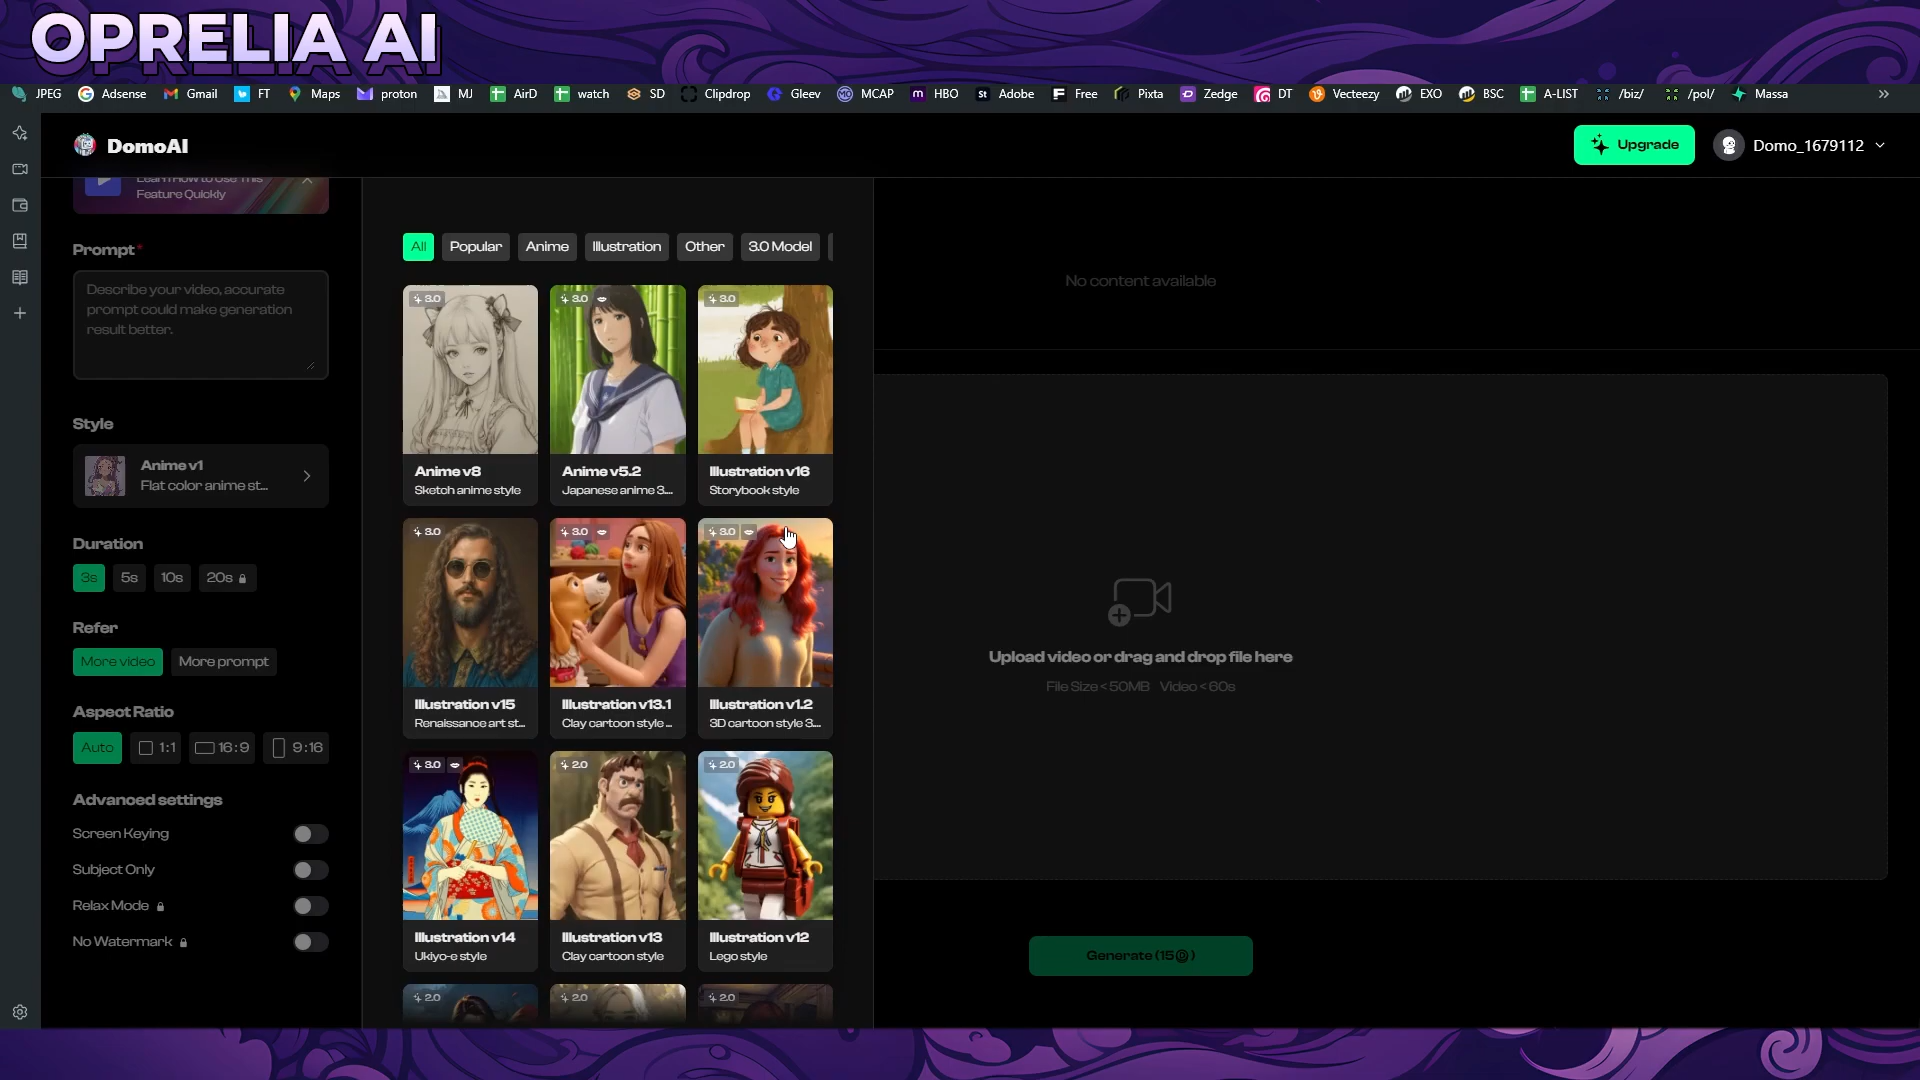 OPRELIA AI
JPEG Adsense Gmail FT Maps proton MJ AirD watch SD Clipdrop Gleev MCAP HBO Adobe Free Pixta Zedge DT Vecteezy EXO BSC A-LIST /biz/ /pol/ Massa »
DomoAI
Upgrade
Domo_1679112
Learn How to Use This
Feature Quickly
Prompt*
Describe your video, accurate
prompt could make generation
result better.
Style
Anime v1
Flat color anime st...
Duration
3s 5s 10s 20s
Refer
More video More prompt
Aspect Ratio
Auto 1:1 16:9 9:16
Advanced settings
Screen Keying
Subject Only
Relax Mode
No Watermark
All Popular Anime Illustration Other 3.0 Model
3.0 3.0 3.0
Anime v8 Anime v5.2 Illustration v16
Sketch anime style Japanese anime 3.... Storybook style
3.0 3.0 3.0
Illustration v15 Illustration v13.1 Illustration v1.2
Renaissance art st... Clay cartoon style ... 3D cartoon style 3....
3.0 2.0 2.0
Illustration v14 Illustration v13 Illustration v12
Ukiyo-e style Clay cartoon style Lego style
2.0 2.0 2.0
No content available
Upload video or drag and drop file here
File Size < 50MB Video < 60s
Generate (15)